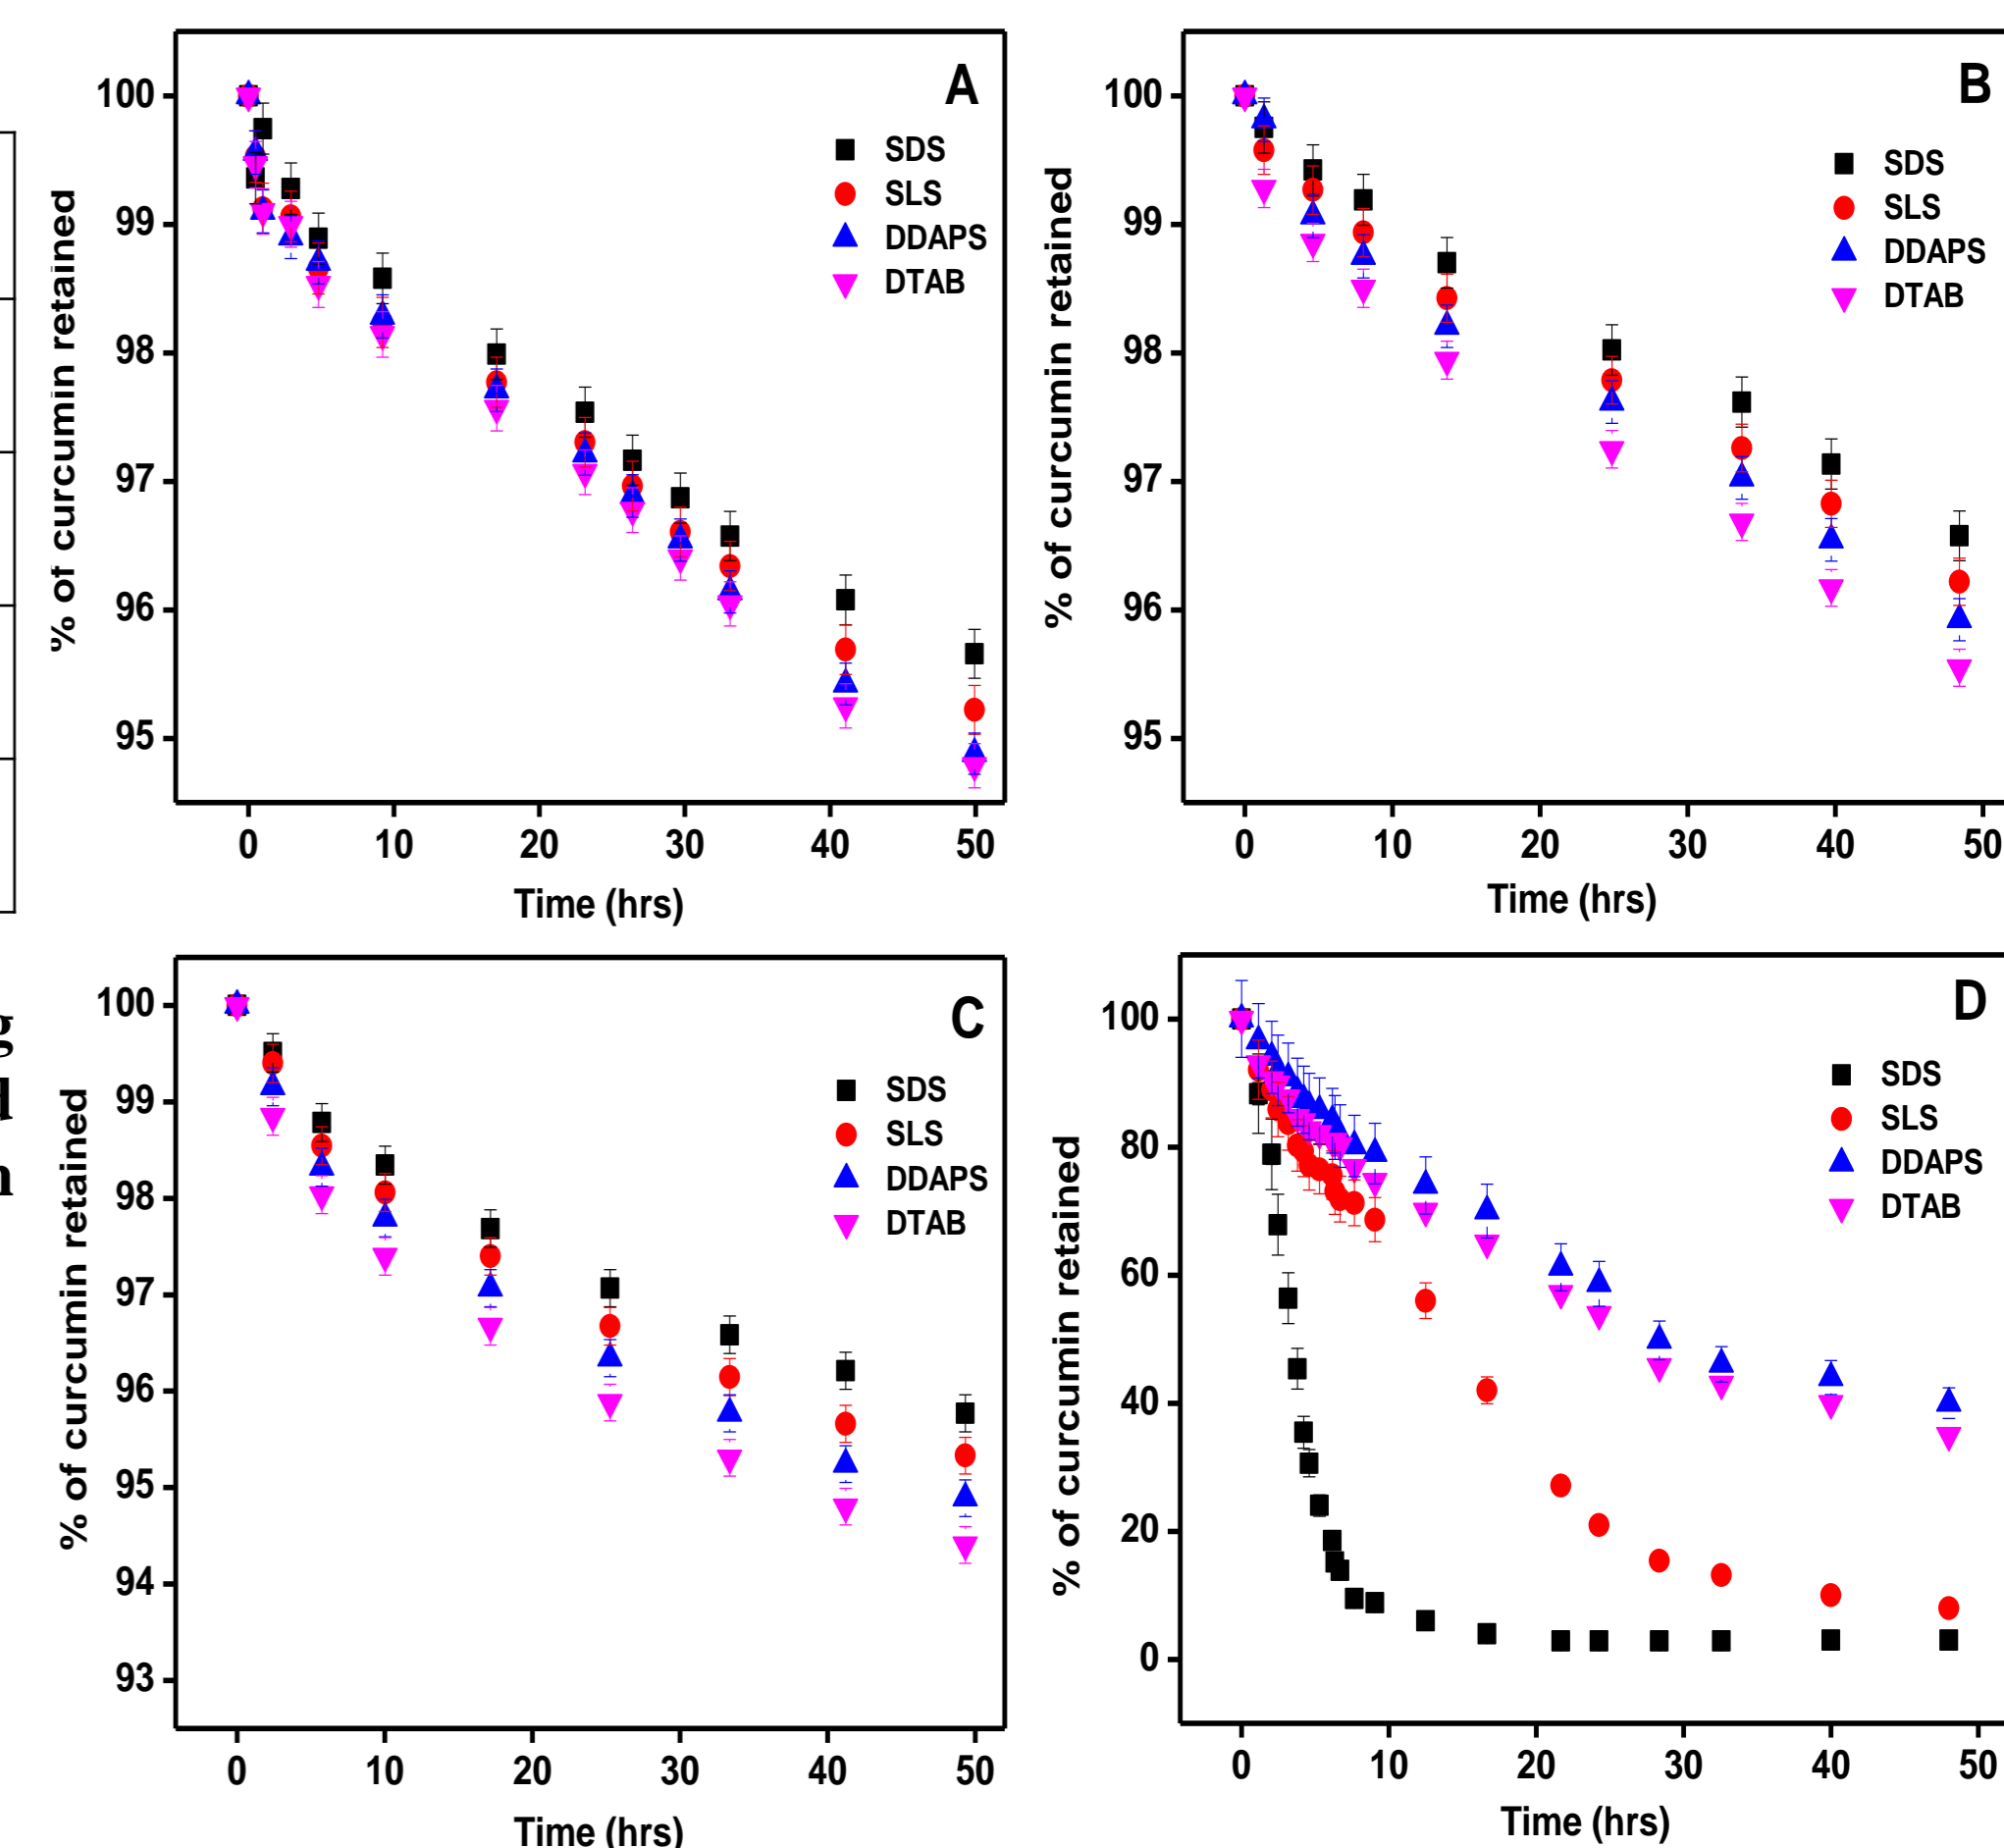 A
100
99
98
97
96
95
% of curcumin retained
SDS
SLS
DDAPS
DTAB
0 10 20 30 40 50
Time (hrs)
B
100
99
98
97
96
95
% of curcumin retained
SDS
SLS
DDAPS
DTAB
0 10 20 30 40 50
Time (hrs)
g
C
100
99
98
97
96
95
94
93
% of curcumin retained
SDS
SLS
DDAPS
DTAB
0 10 20 30 40 50
Time (hrs)
D
100
80
60
40
20
0
% of curcumin retained
SDS
SLS
DDAPS
DTAB
0 10 20 30 40 50
Time (hrs)